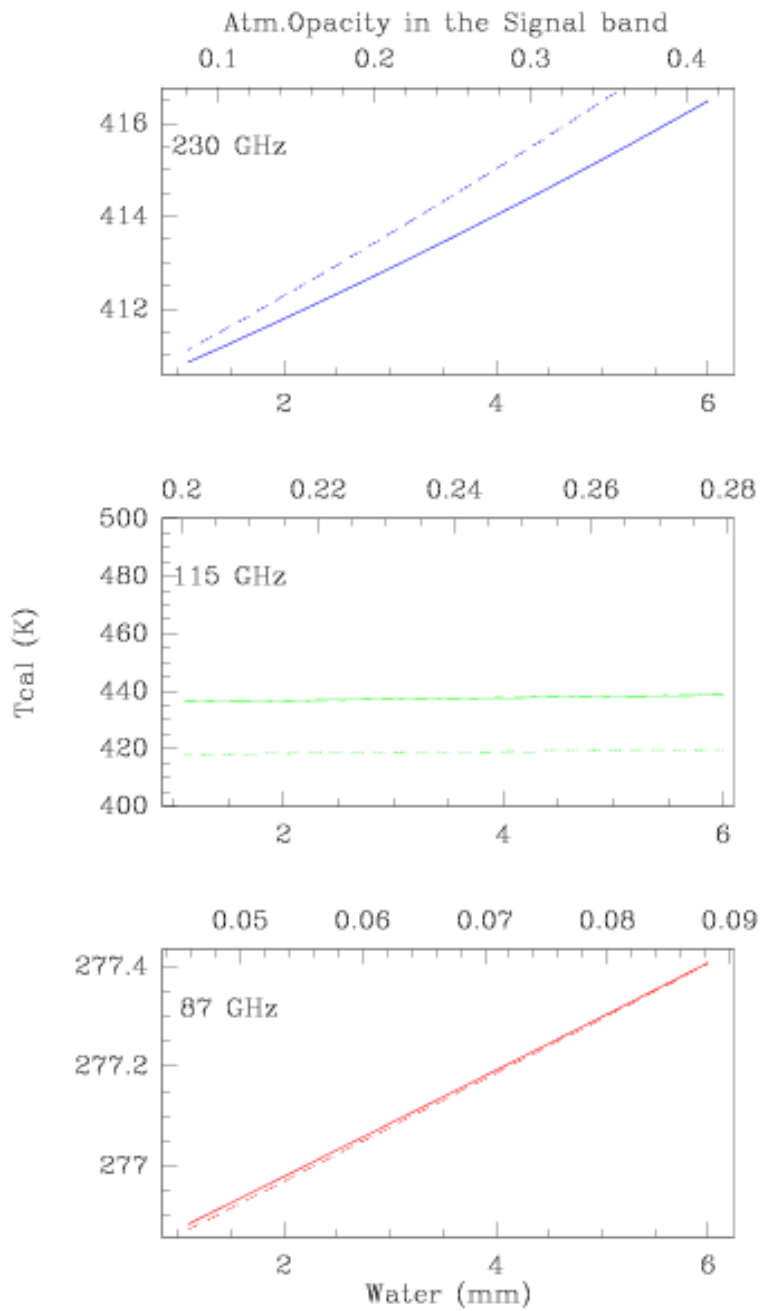 Atm.Opacity in the Signal band
0.1 0.2 0.3 0.4
416
230 GHz
414
412
2 4 6
0.2 0.22 0.24 0.26 0.28
500
480
115 GHz
460
Tcal (K)
440
420
400
2 4 6
0.05 0.06 0.07 0.08 0.09
277.4
87 GHz
277.2
277
2 4 6
Water (mm)